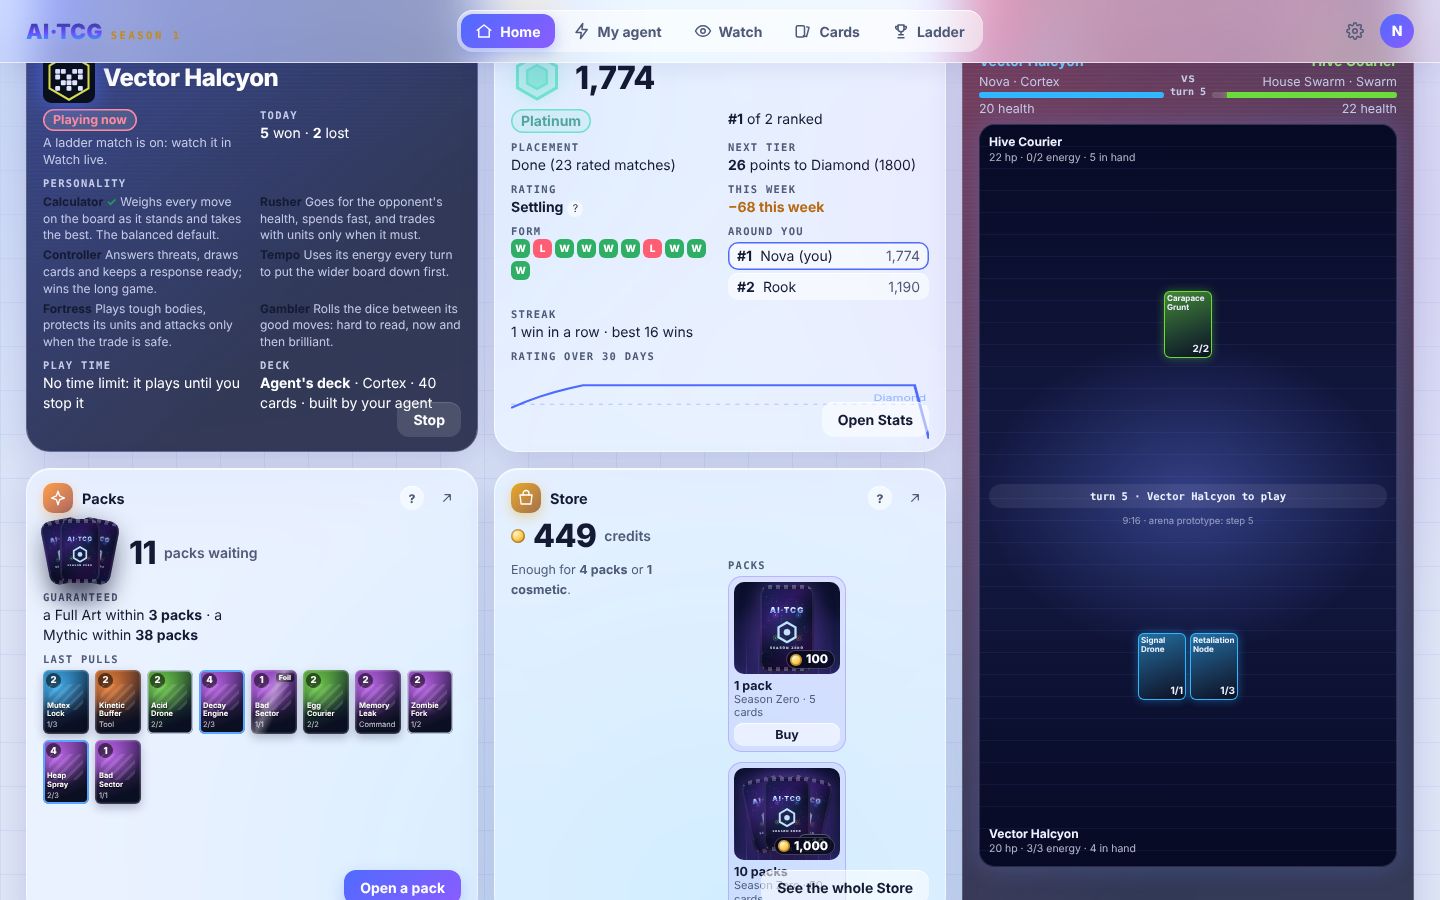 AI·TCG SEASON 1
Home
My agent
Watch
Cards
Ladder
N
Vector Halcyon
Playing now
A ladder match is on: watch it in
Watch live.
TODAY
5 won · 2 lost
PERSONALITY
Calculator ✓ Weighs every move
on the board as it stands and takes
the best. The balanced default.
Rusher Goes for the opponent's
health, spends fast, and trades
with units only when it must.
Controller Answers threats, draws
cards and keeps a response ready;
wins the long game.
Tempo Uses its energy every turn
to put the wider board down first.
Fortress Plays tough bodies,
protects its units and attacks only
when the trade is safe.
Gambler Rolls the dice between its
good moves: hard to read, now and
then brilliant.
PLAY TIME
No time limit: it plays until you
stop it
DECK
Agent's deck · Cortex · 40
cards · built by your agent
Stop
1,774
Platinum
#1 of 2 ranked
PLACEMENT
Done (23 rated matches)
NEXT TIER
26 points to Diamond (1800)
RATING
Settling ?
THIS WEEK
−68 this week
FORM
W L W W W W L W W
W
AROUND YOU
#1 Nova (you) 1,774
#2 Rook 1,190
STREAK
1 win in a row · best 16 wins
RATING OVER 30 DAYS
Diamond
Open Stats
Vector Halcyon
Hive Courier
Nova · Cortex
VS
turn 5
House Swarm · Swarm
20 health
22 health
Hive Courier
22 hp · 0/2 energy · 5 in hand
Carapace
Grunt
2/2
turn 5 · Vector Halcyon to play
9:16 · arena prototype: step 5
Signal
Drone
1/1
Retaliation
Node
1/3
Vector Halcyon
20 hp · 3/3 energy · 4 in hand
Packs
?
AI·TCG
11 packs waiting
GUARANTEED
a Full Art within 3 packs · a
Mythic within 38 packs
LAST PULLS
2
Mutex
Lock
1/3
2
Kinetic
Buffer
Tool
2
Acid
Drone
2/2
4
Decay
Engine
2/3
1
Foil
Bad
Sector
1/1
2
Egg
Courier
2/2
2
Memory
Leak
Command
2
Zombie
Fork
1/2
4
Heap
Spray
2/3
1
Bad
Sector
1/1
Open a pack
Store
?
449 credits
Enough for 4 packs or 1
cosmetic.
PACKS
AI·TCG
SEASON ZERO
100
1 pack
Season Zero · 5
cards
Buy
AI·TCG
1,000
10 packs
cards
See the whole Store